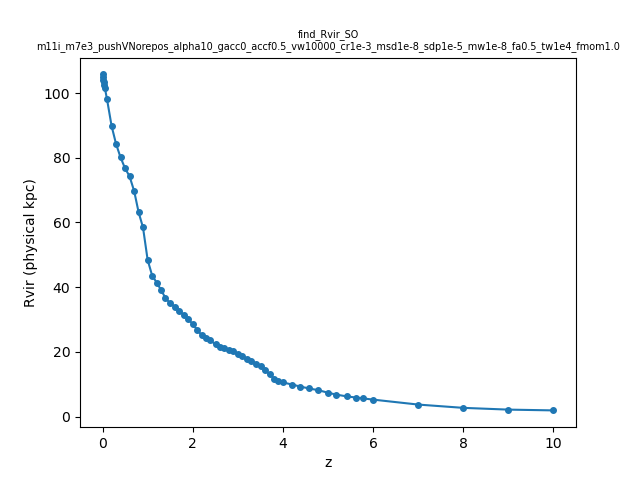 find_Rvir_SO
m11i_m7e3_pushVNorepos_alpha10_gacc0_accf0.5_vw10000_cr1e-3_msd1e-8_sdp1e-5_mw1e-8_fa0.5_tw1e4_fmom1.0
100
80
60
40
20
0
Rvir (physical kpc)
0 2 4 6 8 10
z